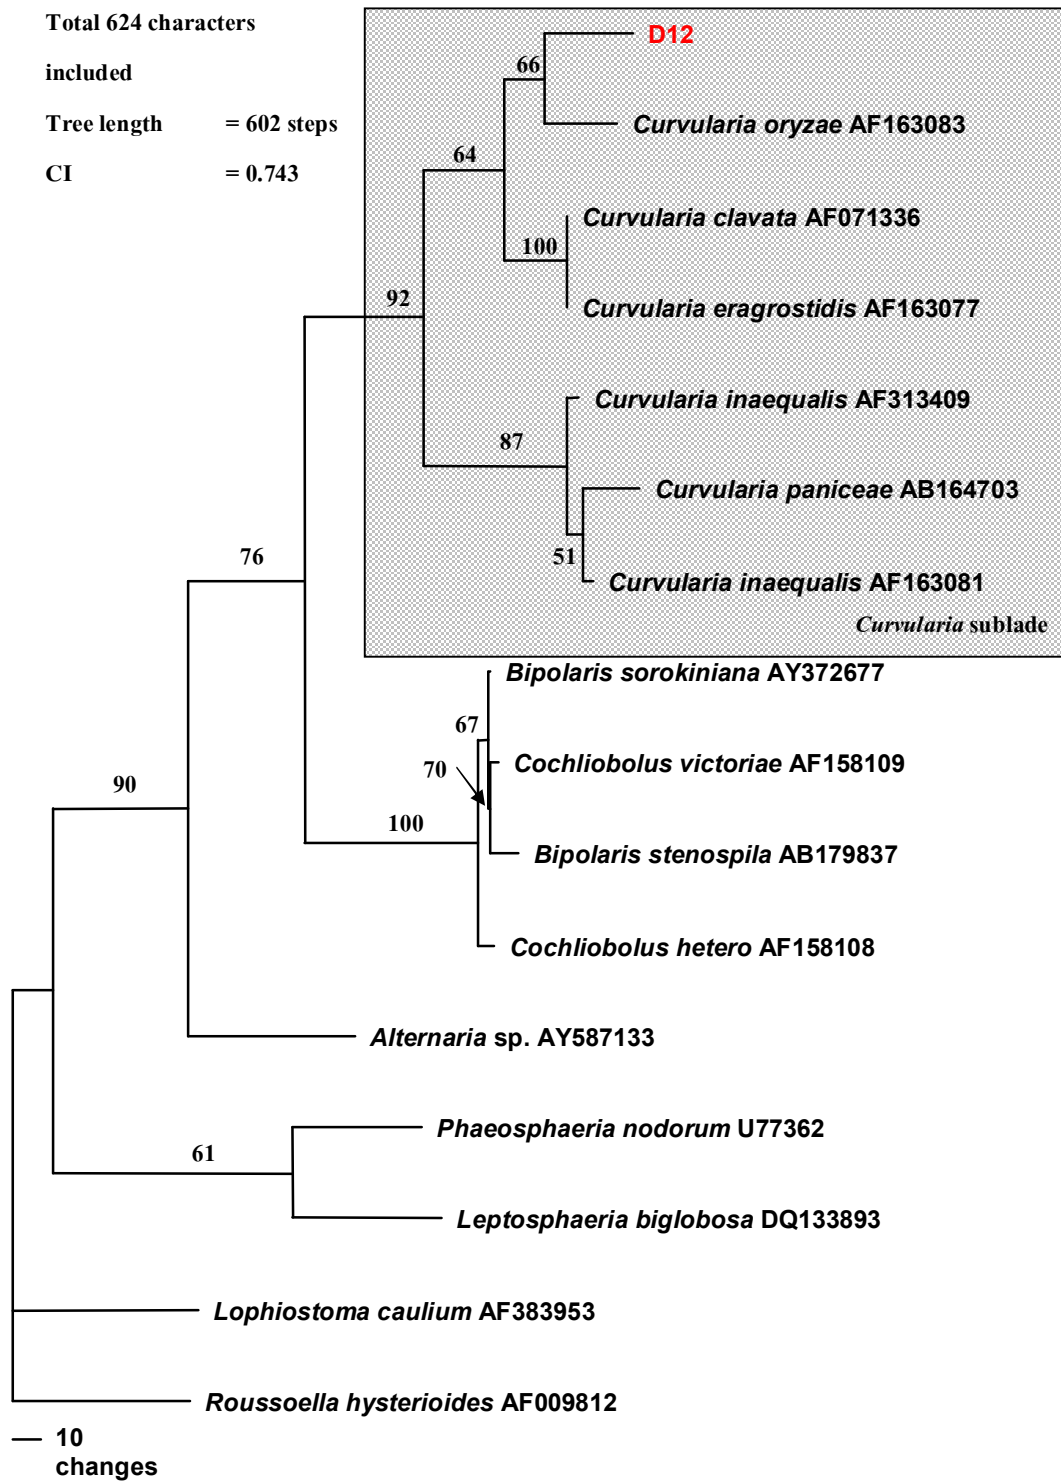 Total 624 characters
included
Tree length = 602 steps
CI = 0.743
D12
66
Curvularia oryzae AF163083
64
Curvularia clavata AF071336
100
92
Curvularia eragrostidis AF163077
Curvularia inaequalis AF313409
87
Curvularia paniceae AB164703
76
51
Curvularia inaequalis AF163081
Curvularia sublade
Bipolaris sorokiniana AY372677
67
Cochliobolus victoriae AF158109
70
90
100
Bipolaris stenospila AB179837
Cochliobolus hetero AF158108
Alternaria sp. AY587133
Phaeosphaeria nodorum U77362
61
Leptosphaeria biglobosa DQ133893
Lophiostoma caulium AF383953
Roussoella hysterioides AF009812
10
changes